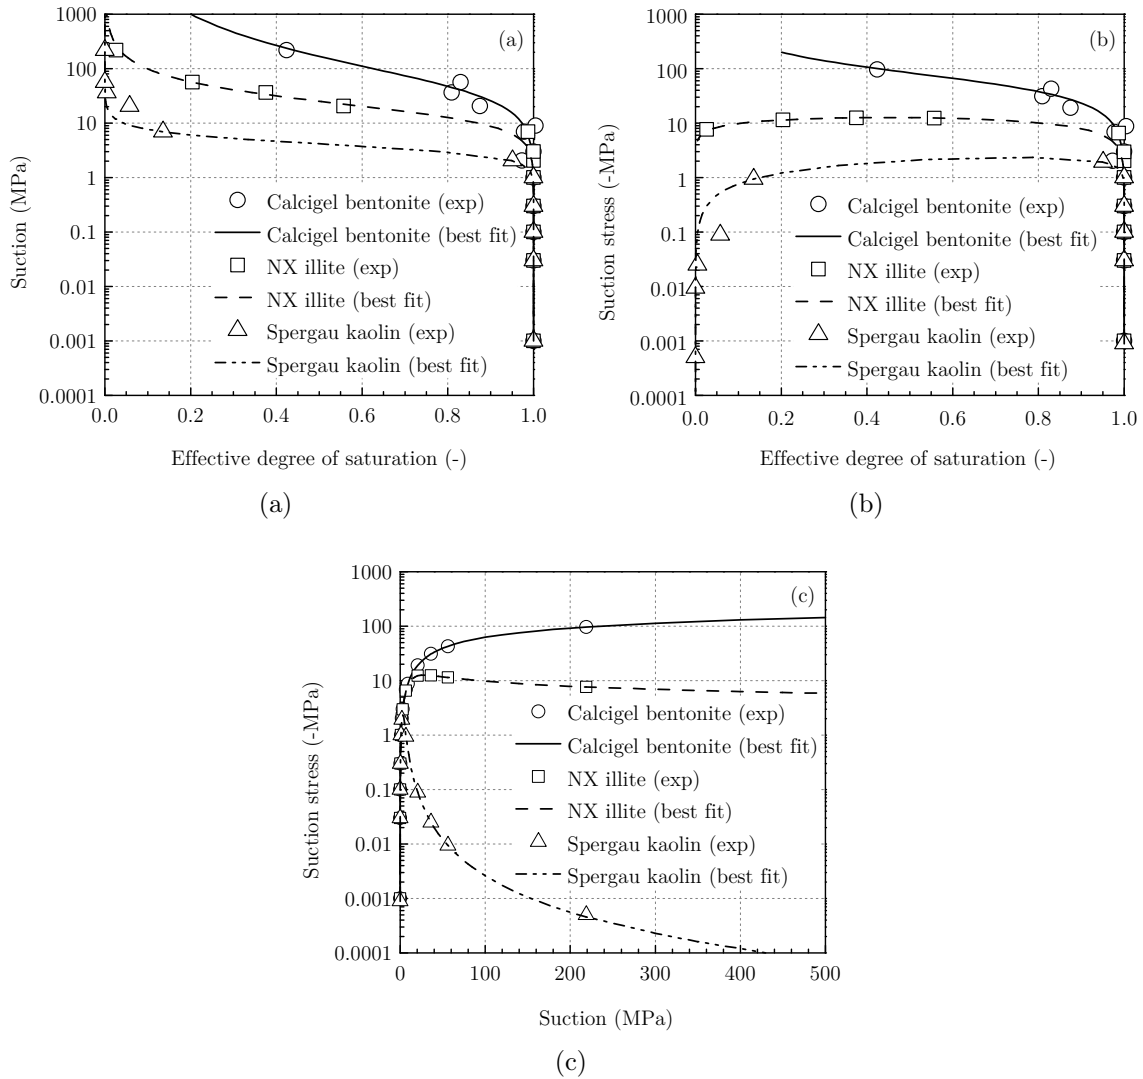 1000
100
10
1
0.1
0.01
0.001
0.0001
Suction (MPa)
(a)
Calcigel bentonite (exp)
Calcigel bentonite (best fit)
NX illite (exp)
NX illite (best fit)
Spergau kaolin (exp)
Spergau kaolin (best fit)
0.0 0.2 0.4 0.6 0.8 1.0
Effective degree of saturation (-)
(a)
1000
100
10
1
0.1
0.01
0.001
0.0001
Suction stress (-MPa)
(b)
Calcigel bentonite (exp)
Calcigel bentonite (best fit)
NX illite (exp)
NX illite (best fit)
Spergau kaolin (exp)
Spergau kaolin (best fit)
0.0 0.2 0.4 0.6 0.8 1.0
Effective degree of saturation (-)
(b)
1000
100
10
1
0.1
0.01
0.001
0.0001
Suction stress (-MPa)
(c)
Calcigel bentonite (exp)
Calcigel bentonite (best fit)
NX illite (exp)
NX illite (best fit)
Spergau kaolin (exp)
Spergau kaolin (best fit)
0 100 200 300 400 500
Suction (MPa)
(c)